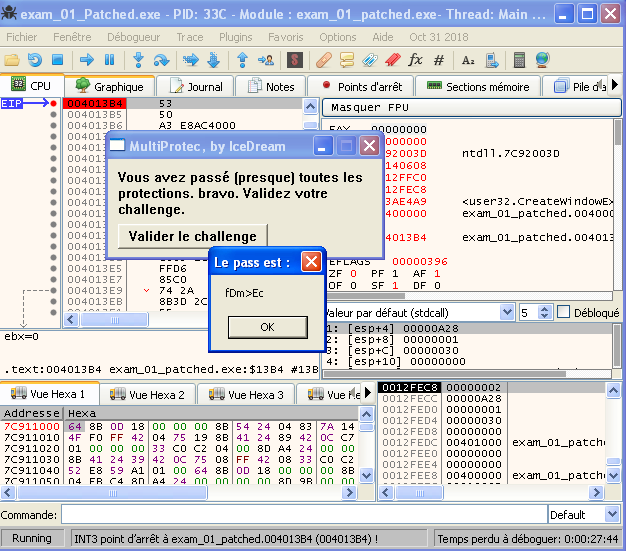 exam_01_Patched.exe - PID: 33C - Module : exam_01_patched.exe- Thread: Main ...
Fichier Fenêtre Débogueur Trace Plugins Favoris Options Aide Oct 31 2018
CPU Graphique Journal Notes Points d'arrêt Section mémoire Pile d'a
EIP
004013B4 53
004013B5 50
004013B6 A3 E8AC4000
Masquer FPU
EAX 00000000
92003D ntdll.7C92003D
140608
12FFC0
12FEC8
3AE4A9 <user32.CreateWindowEx
400000 exam_01_patched.004000
4013B4 exam_01_patched.004013
EFLAGS 00000396
ZF 0 PF 1 AF 1
OF 0 SF 1 DF 0
MultiProtec, by IceDream
Vous avez passé (presque) toutes les
protections. bravo. Validez votre
challenge.
Valider le challenge
Le pass est :
fDm>Ec
OK
004013E5
004013E7 FFD6
004013E9 85C0
004013E 74 2A
004013E 8B3D 2C
Valeur par défaut (stdcall) 5 Débloqué
1: [esp+4] 00000A28
2: [esp+8] 00000001
3: [esp+C] 00000030
4: [esp+10] 00000000
ebx=0
.text:004013B4 exam_01_patched.exe:$13B4 #13B
Vue Hexa 1 Vue Hexa 2 Vue Hexa 3 Vue He
Addresse Hexa
7C911000 64 8B 0D 18 00 00 00 8B 54 24 04 83 7A 14
7C911010 4F F0 FF 42 04 75 19 8B 41 24 89 42 0C C7
7C911020 01 00 00 00 33 C0 C2 04 00 8D A4 24 00
7C911030 8B 41 24 39 42 0C 75 08 FF 42 08 33 C0 C2
7C911040 52 E8 59 A1 01 00 64 8B 0D 18 00 00 00
0012FEC8 00000002
0012FECC 00000A28
0012FED0 00000001
0012FED4 00000030
0012FED8 00000000
0012FEDC 00401000 exam_01_patched
0012FEE0 00000000
0012FEE4 00000000
0012FEE8 00400000 exam_01_patched
Commande: Default
Running INT3 point d'arrêt à exam_01_patched.004013B4 (004013B4) ! Temps perdu à déboguer: 0:00:27:44